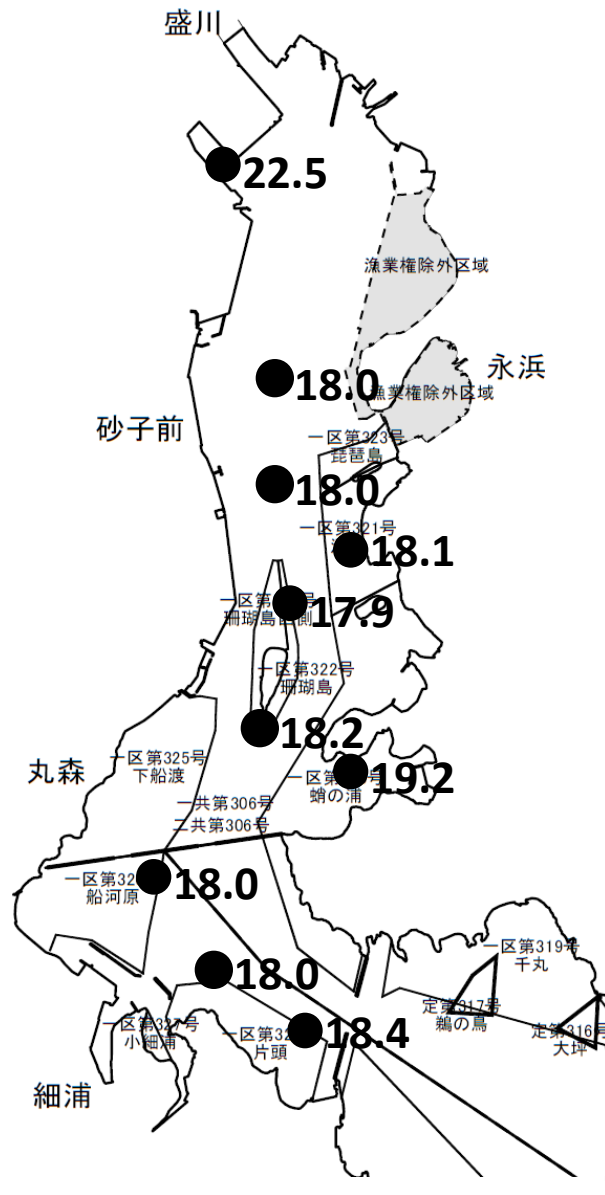 盛川
22.5
漁業権除外区域
永浜
18.0
漁業権除外区域
砂子前
一区第323号
琵琶島
18.0
一区第321号
18.1
一区第
17.9
珊瑚島
一区第322号
珊瑚島
18.2
一区第325号
下船渡
丸森
19.2
一区第
蛸の浦
一共第306号
二共第306号
18.0
一区第32
船河原
一区第319号
千丸
18.0
定第317号
鵜の鳥
一区第327号
小細浦
一区第32
片頭
18.4
定第316号
大坪
細浦